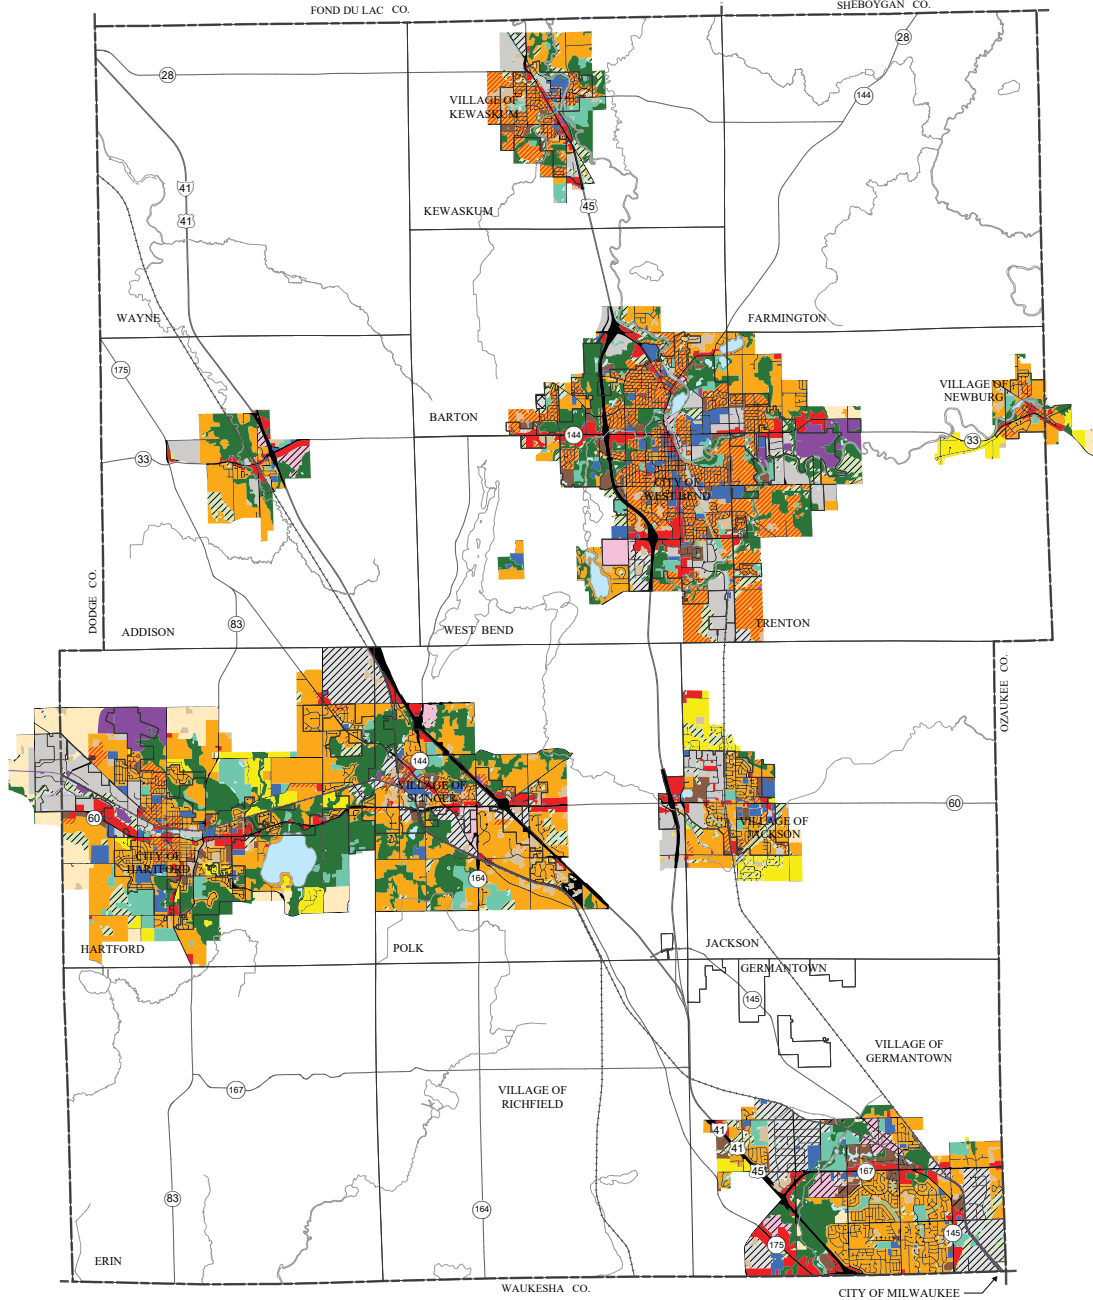 FOND DU LAC CO.
SHEBOYGAN CO.
28
28
144
VILLAGE OF
KEWASKUM
41
41
45
KEWASKUM
WAYNE
FARMINGTON
175
VILLAGE OF
NEWBURG
BARTON
144
33
33
CITY OF
WEST BEND
DODGE CO.
83
ADDISON
WEST BEND
TRENTON
OZAUKEE CO.
144
VILLAGE OF
SLINGER
60
60
VILLAGE OF
JACKSON
CITY OF
HARTFORD
164
HARTFORD
POLK
JACKSON
GERMANTOWN
145
VILLAGE OF
GERMANTOWN
167
VILLAGE OF
RICHFIELD
41
41
45
167
83
164
145
175
ERIN
WAUKESHA CO.
CITY OF MILWAUKEE